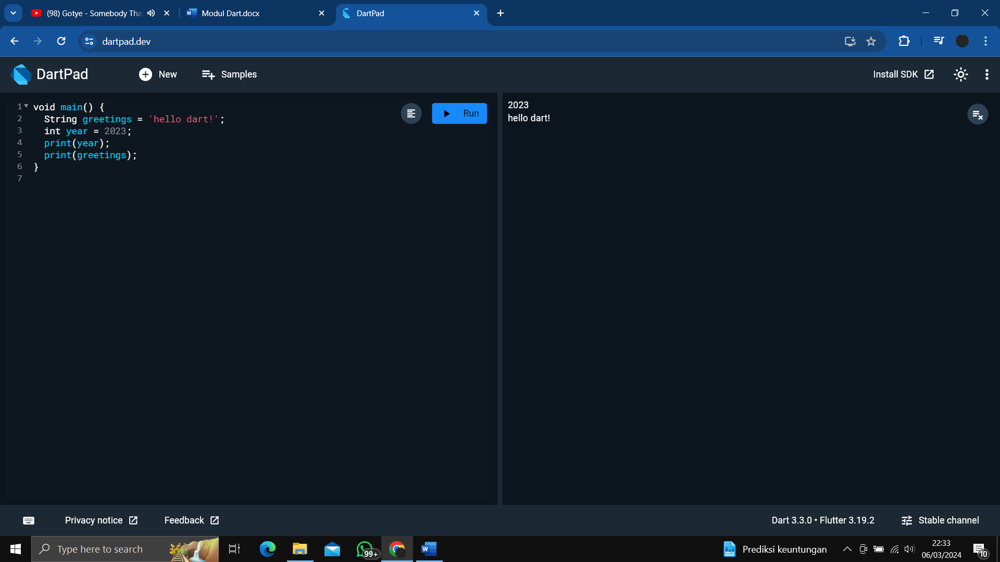 (98) Gotye - Somebody Tha
Modul Dart.docx
DartPad
dartpad.dev
DartPad
New
Samples
Install SDK
1 void main() {
2 String greetings = 'hello dart!';
3 int year = 2023;
4 print(year);
5 print(greetings);
6 }
7
Run
2023
hello dart!
Privacy notice
Feedback
Dart 3.3.0 • Flutter 3.19.2
Stable channel
Type here to search
99+
Prediksi keuntungan
22:33
06/03/2024
10